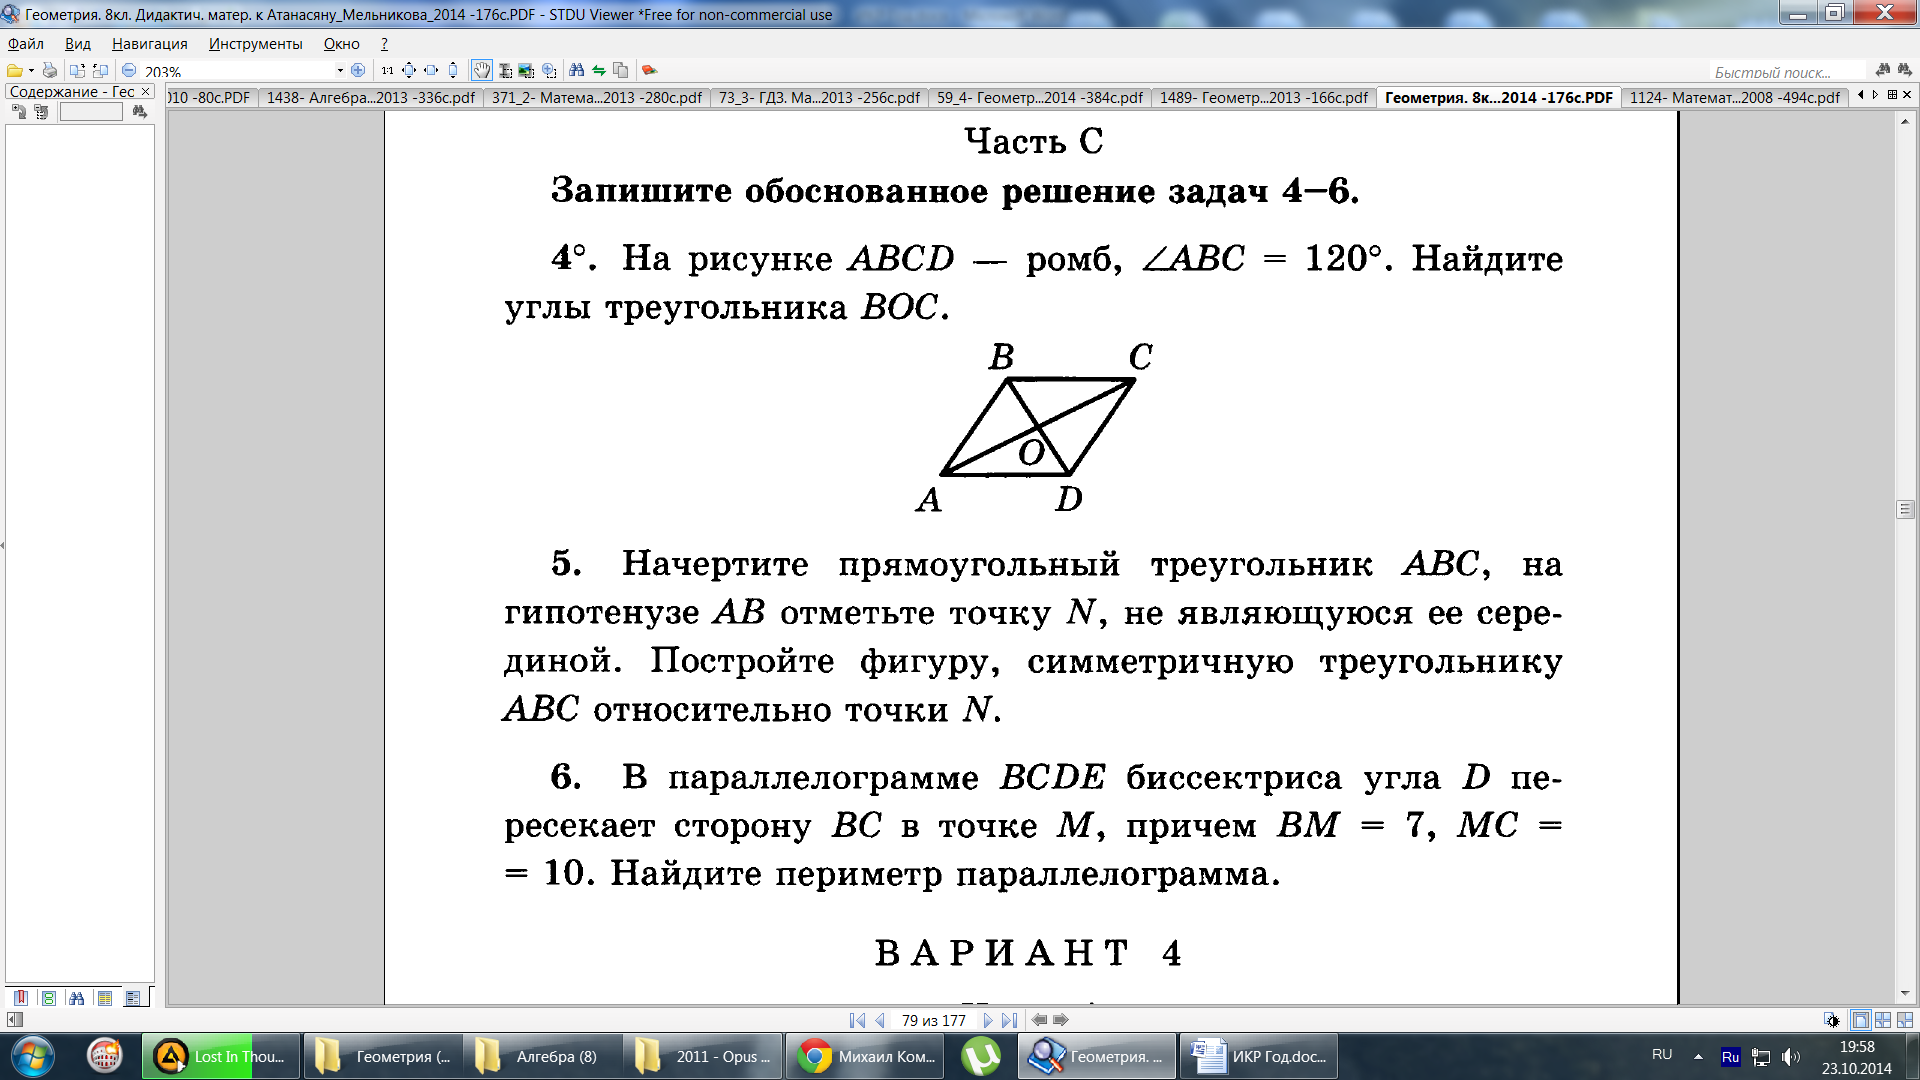 Геометрия. 8кл. Дидактич. матер. к Атанасяну_Мельникова_2014 -176с.PDF - STDU Viewer *Free for non-commercial use
Файл Вид Навигация Инструменты Окно ?
203% 1:1 Быстрый поиск...
Содержание - Гео
010 -80с.PDF 1438- Алгебра...2013 -336с.pdf 371_2- Матема...2013 -280с.pdf 73_3- ГДЗ. Ма...2013 -256с.pdf 59_4- Геометр...2014 -384с.pdf 1489- Геометр...2013 -166с.pdf Геометрия. 8к...2014 -176с.PDF 1124- Математ...2008 -494с.pdf
Часть С
Запишите обоснованное решение задач 4–6.
4°. На рисунке ABCD — ромб, ∠ABC = 120°. Найдите
углы треугольника BOC.
B C
O
A D
5. Начертите прямоугольный треугольник ABC, на
гипотенузе AB отметьте точку N, не являющуюся ее сере-
диной. Постройте фигуру, симметричную треугольнику
ABC относительно точки N.
6. В параллелограмме BCDE биссектриса угла D пе-
ресекает сторону BC в точке M, причем BM = 7, MC =
= 10. Найдите периметр параллелограмма.
ВАРИАНТ 4
79 из 177
Lost In Thou... Геометрия (... Алгебра (8) 2011 - Opus ... Михаил Ком... Геометрия. ... ИКР Год.doc...
RU Ru 19:58
23.10.2014